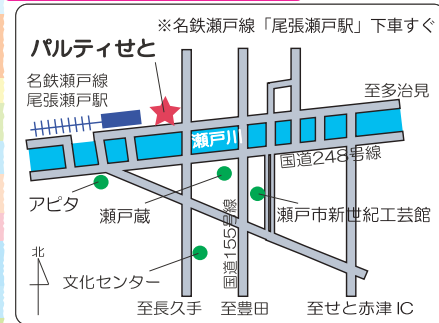 ※名鉄瀬戸線「尾張瀬戸駅」下車すぐ
パルティせと
名鉄瀬戸線
尾張瀬戸駅
至多治見
瀬戸川
国道248号線
アピタ
瀬戸蔵
国道155号線
瀬戸市新世紀工芸館
北
文化センター
至長久手
至豊田
至せと赤津IC